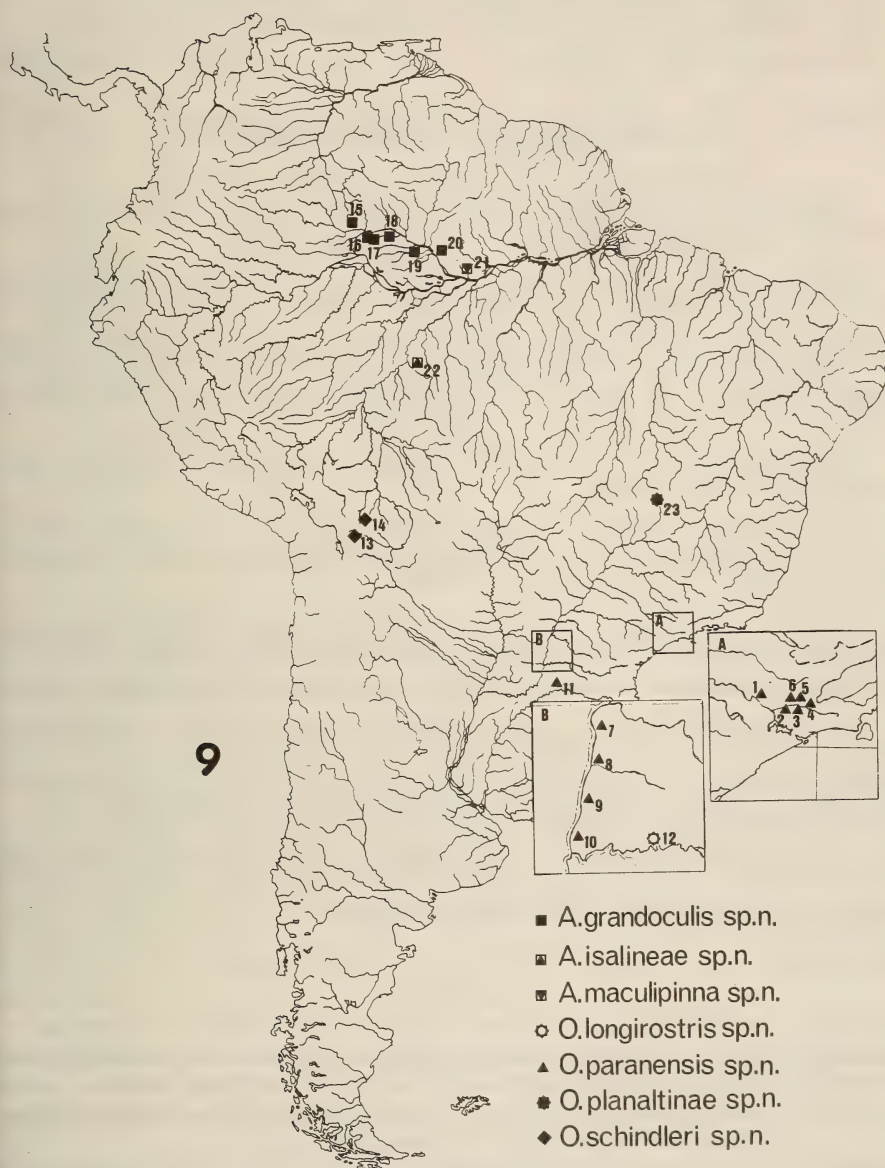 15
18
16
17
20
19
21
22
14
13
23
B
A
11
A
1
6
5
2
3
4
B
7
8
9
10
12
9
A.grandoculis sp.n.
A.isalineae sp.n.
A.maculipinna sp.n.
O.longirostris sp.n.
O.paranensis sp.n.
O.planaltinae sp.n.
O.schindleri sp.n.